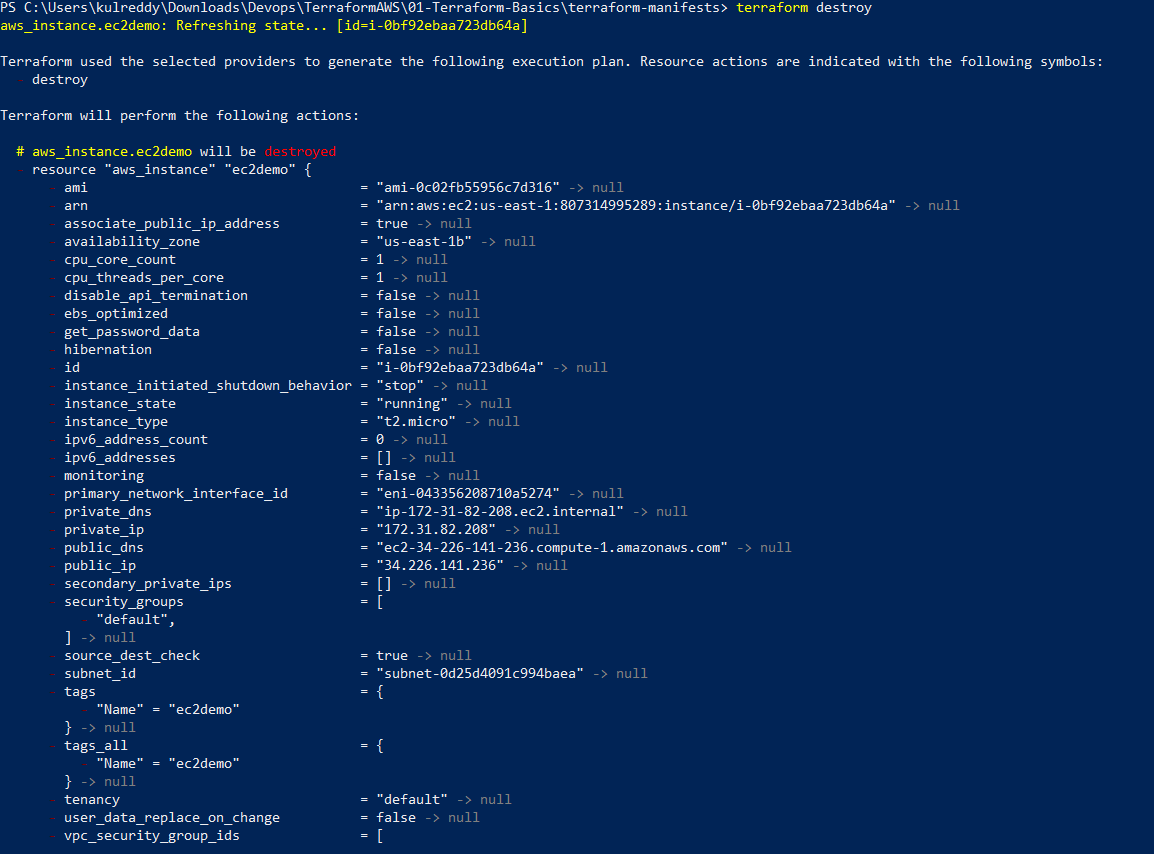 PS C:\Users\kulreddy\Downloads\Devops\TerraformAWS\01-Terraform-Basics\terraform-manifests> terraform destroy
aws_instance.ec2demo: Refreshing state... [id=i-0bf92ebaa723db64a]
Terraform used the selected providers to generate the following execution plan. Resource actions are indicated with the following symbols:
  - destroy
Terraform will perform the following actions:
  # aws_instance.ec2demo will be destroyed
  - resource "aws_instance" "ec2demo" {
      - ami                                  = "ami-0c02fb55956c7d316" -> null
      - arn                                  = "arn:aws:ec2:us-east-1:807314995289:instance/i-0bf92ebaa723db64a" -> null
      - associate_public_ip_address          = true -> null
      - availability_zone                    = "us-east-1b" -> null
      - cpu_core_count                       = 1 -> null
      - cpu_threads_per_core                 = 1 -> null
      - disable_api_termination              = false -> null
      - ebs_optimized                        = false -> null
      - get_password_data                    = false -> null
      - hibernation                          = false -> null
      - id                                   = "i-0bf92ebaa723db64a" -> null
      - instance_initiated_shutdown_behavior = "stop" -> null
      - instance_state                       = "running" -> null
      - instance_type                        = "t2.micro" -> null
      - ipv6_address_count                   = 0 -> null
      - ipv6_addresses                       = [] -> null
      - monitoring                           = false -> null
      - primary_network_interface_id         = "eni-043356208710a5274" -> null
      - private_dns                          = "ip-172-31-82-208.ec2.internal" -> null
      - private_ip                           = "172.31.82.208" -> null
      - public_dns                           = "ec2-34-226-141-236.compute-1.amazonaws.com" -> null
      - public_ip                            = "34.226.141.236" -> null
      - secondary_private_ips                = [] -> null
      - security_groups                      = [
          - "default",
        ] -> null
      - source_dest_check                    = true -> null
      - subnet_id                            = "subnet-0d25d4091c994baea" -> null
      - tags                                 = {
          - "Name" = "ec2demo"
        } -> null
      - tags_all                             = {
          - "Name" = "ec2demo"
        } -> null
      - tenancy                              = "default" -> null
      - user_data_replace_on_change          = false -> null
      - vpc_security_group_ids               = [